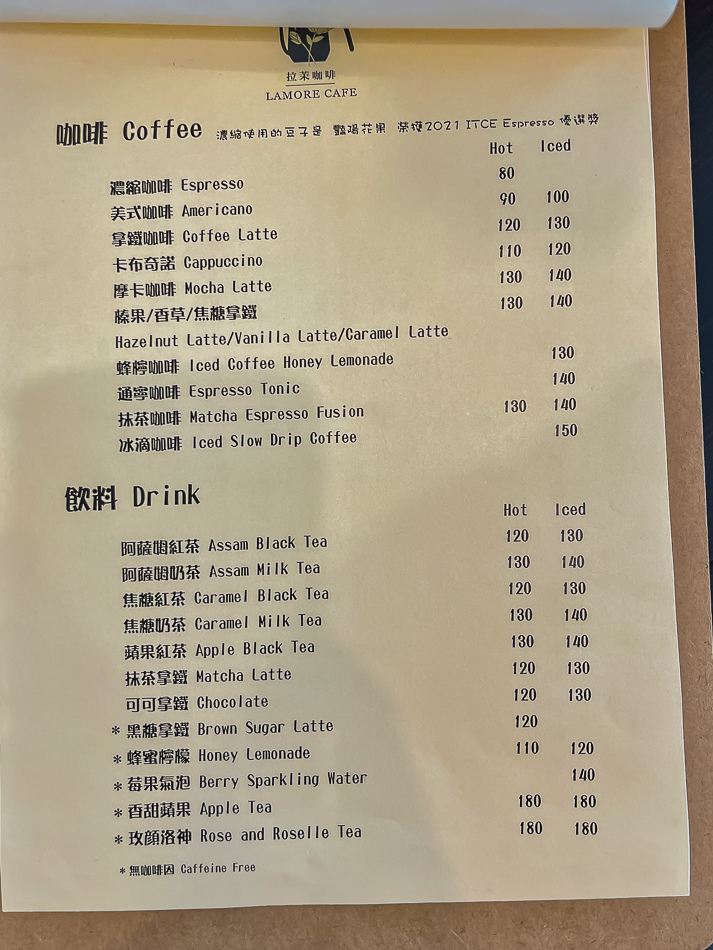 拉茉咖啡
LAMORE CAFE
咖啡 Coffee 濃縮使用的豆子是 豔陽花果 榮獲2021 ITCE Espresso 優選獎
Hot Iced
濃縮咖啡 Espresso 80
美式咖啡 Americano 90 100
拿鐵咖啡 Coffee Latte 120 130
卡布奇諾 Cappuccino 110 120
摩卡咖啡 Mocha Latte 130 140
榛果/香草/焦糖拿鐵 130 140
Hazelnut Latte/Vanilla Latte/Caramel Latte
蜂檸咖啡 Iced Coffee Honey Lemonade 130
通寧咖啡 Espresso Tonic 140
抹茶咖啡 Matcha Espresso Fusion 130 140
冰滴咖啡 Iced Slow Drip Coffee 150
飲料 Drink
Hot Iced
阿薩姆紅茶 Assam Black Tea 120 130
阿薩姆奶茶 Assam Milk Tea 130 140
焦糖紅茶 Caramel Black Tea 120 130
焦糖奶茶 Caramel Milk Tea 130 140
蘋果紅茶 Apple Black Tea 130 140
抹茶拿鐵 Matcha Latte 120 130
可可拿鐵 Chocolate 120 130
* 黑糖拿鐵 Brown Sugar Latte 120
* 蜂蜜檸檬 Honey Lemonade 110 120
* 莓果氣泡 Berry Sparkling Water 140
* 香甜蘋果 Apple Tea 180 180
* 玫顏洛神 Rose and Roselle Tea 180 180
* 無咖啡因 Caffeine Free